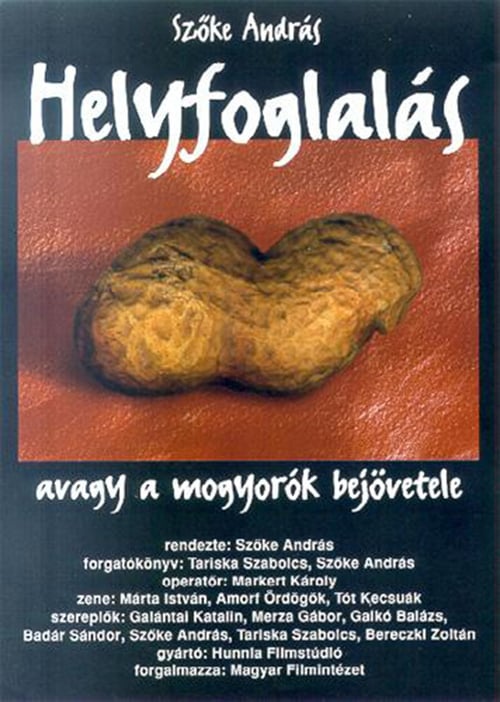 Szőke András
Helyfoglalás
avagy a mogyorók bejövetele
rendezte: Szőke András
forgatókönyv: Tariska Szabolcs, Szőke András
operatőr: Markert Károly
zene: Márta István, Amorf Ördögök, Tót Kecsuák
szereplők: Galántai Katalin, Merza Gábor, Galkó Balázs,
Badár Sándor, Szőke András, Tariska Szabolcs, Bereczki Zoltán
gyártó: Hunnia Filmstúdió
forgalmazza: Magyar Filmintézet